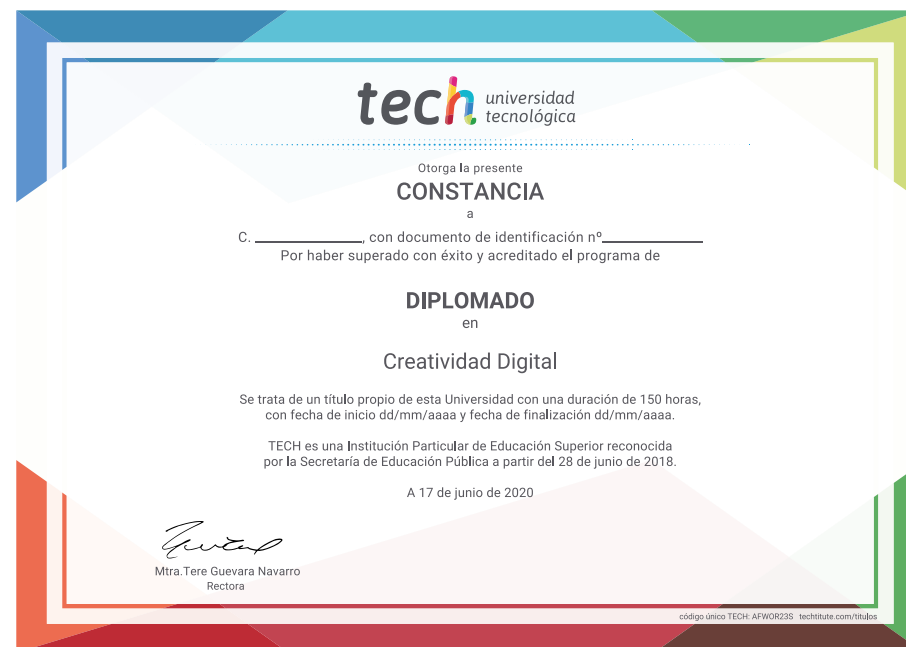 tech universidad
tecnológica
Otorga la presente
CONSTANCIA
a
C. ____________, con documento de identificación nº____________
Por haber superado con éxito y acreditado el programa de
DIPLOMADO
en
Creatividad Digital
Se trata de un título propio de esta Universidad con una duración de 150 horas,
con fecha de inicio dd/mm/aaaa y fecha de finalización dd/mm/aaaa.
TECH es una Institución Particular de Educación Superior reconocida
por la Secretaría de Educación Pública a partir del 28 de junio de 2018.
A 17 de junio de 2020
Mtra.Tere Guevara Navarro
Rectora
código único TECH: AFWOR23S techtitute.com/titulos